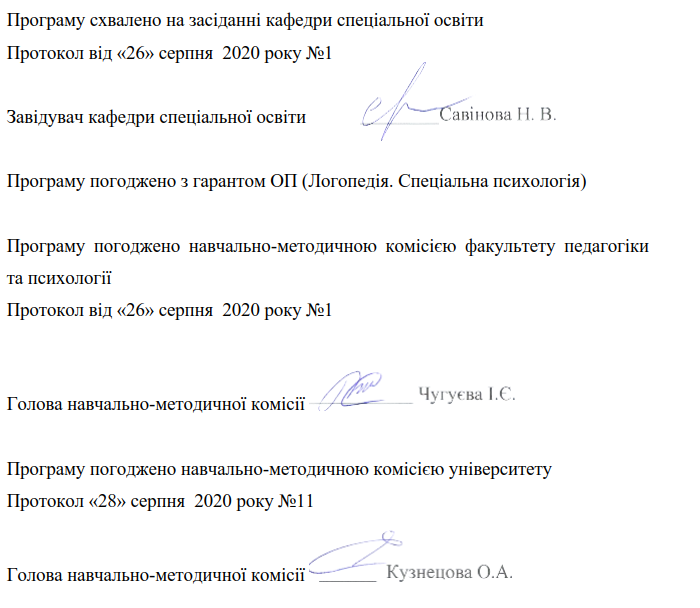 Програму схвалено на засіданні кафедри спеціальної освіти
Протокол від «26» серпня 2020 року №1
Завідувач кафедри спеціальної освіти Савінова Н. В.
Програму погоджено з гарантом ОП (Логопедія. Спеціальна психологія)
Програму погоджено навчально-методичною комісією факультету педагогіки
та психології
Протокол від «26» серпня 2020 року №1
Голова навчально-методичної комісії Чугуєва І.Є.
Програму погоджено навчально-методичною комісією університету
Протокол «28» серпня 2020 року №11
Голова навчально-методичної комісії Кузнецова О.А.